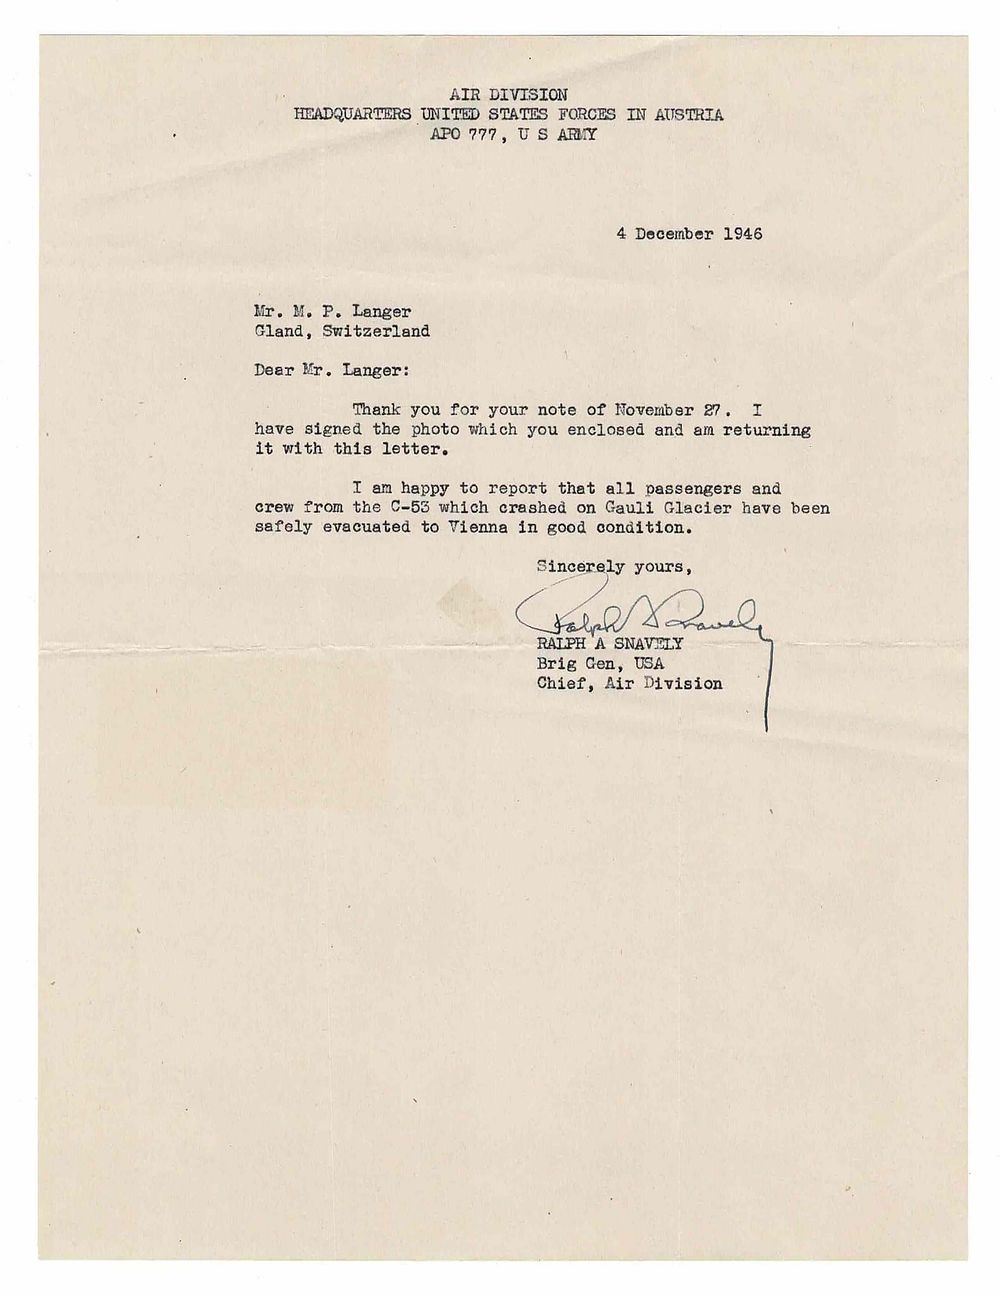 AIR DIVISION
HEADQUARTERS UNITED STATES FORCES IN AUSTRIA
APO 777, U S ARMY
4 December 1946
Mr. M. P. Langer
Gland, Switzerland
Dear Mr. Langer:
Thank you for your note of November 27. I
have signed the photo which you enclosed and am returning
it with this letter.
I am happy to report that all passengers and
crew from the C-53 which crashed on Gauli Glacier have been
safely evacuated to Vienna in good condition.
Sincerely yours,
Ralph A Snavely
RALPH A SNAVELY
Brig Gen, USA
Chief, Air Division